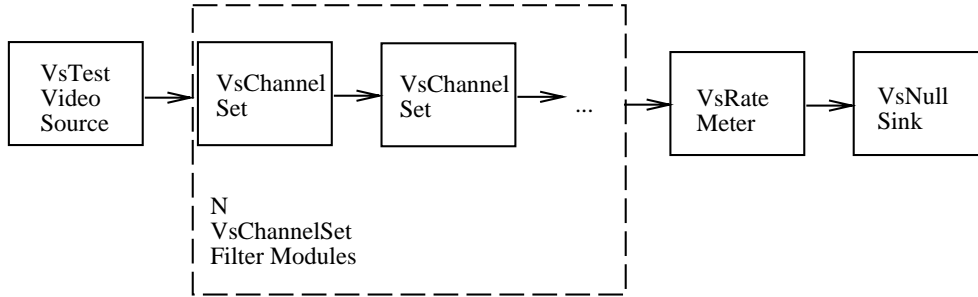 VsTest
Video
Source
VsChannel
Set
VsChannel
Set
...
VsRate
Meter
VsNull
Sink
N
VsChannelSet
Filter Modules